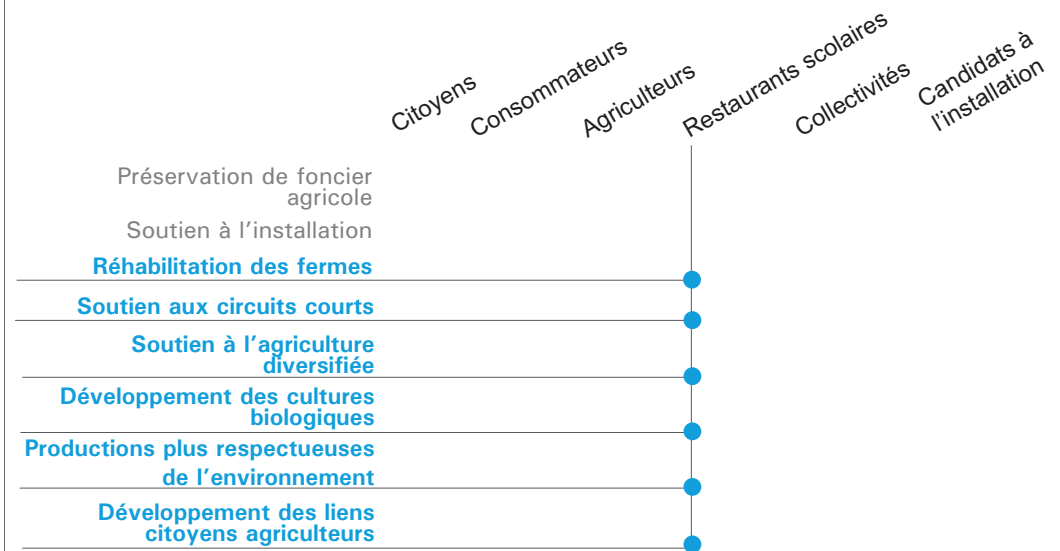 Citoyens
Consommateurs
Agriculteurs
Restaurants scolaires
Collectivités
Candidats à
l’installation
Préservation de foncier
agricole
Soutien à l’installation
Réhabilitation des fermes
Soutien aux circuits courts
Soutien à l’agriculture
diversifiée
Développement des cultures
biologiques
Productions plus respectueuses
de l’environnement
Développement des liens
citoyens agriculteurs